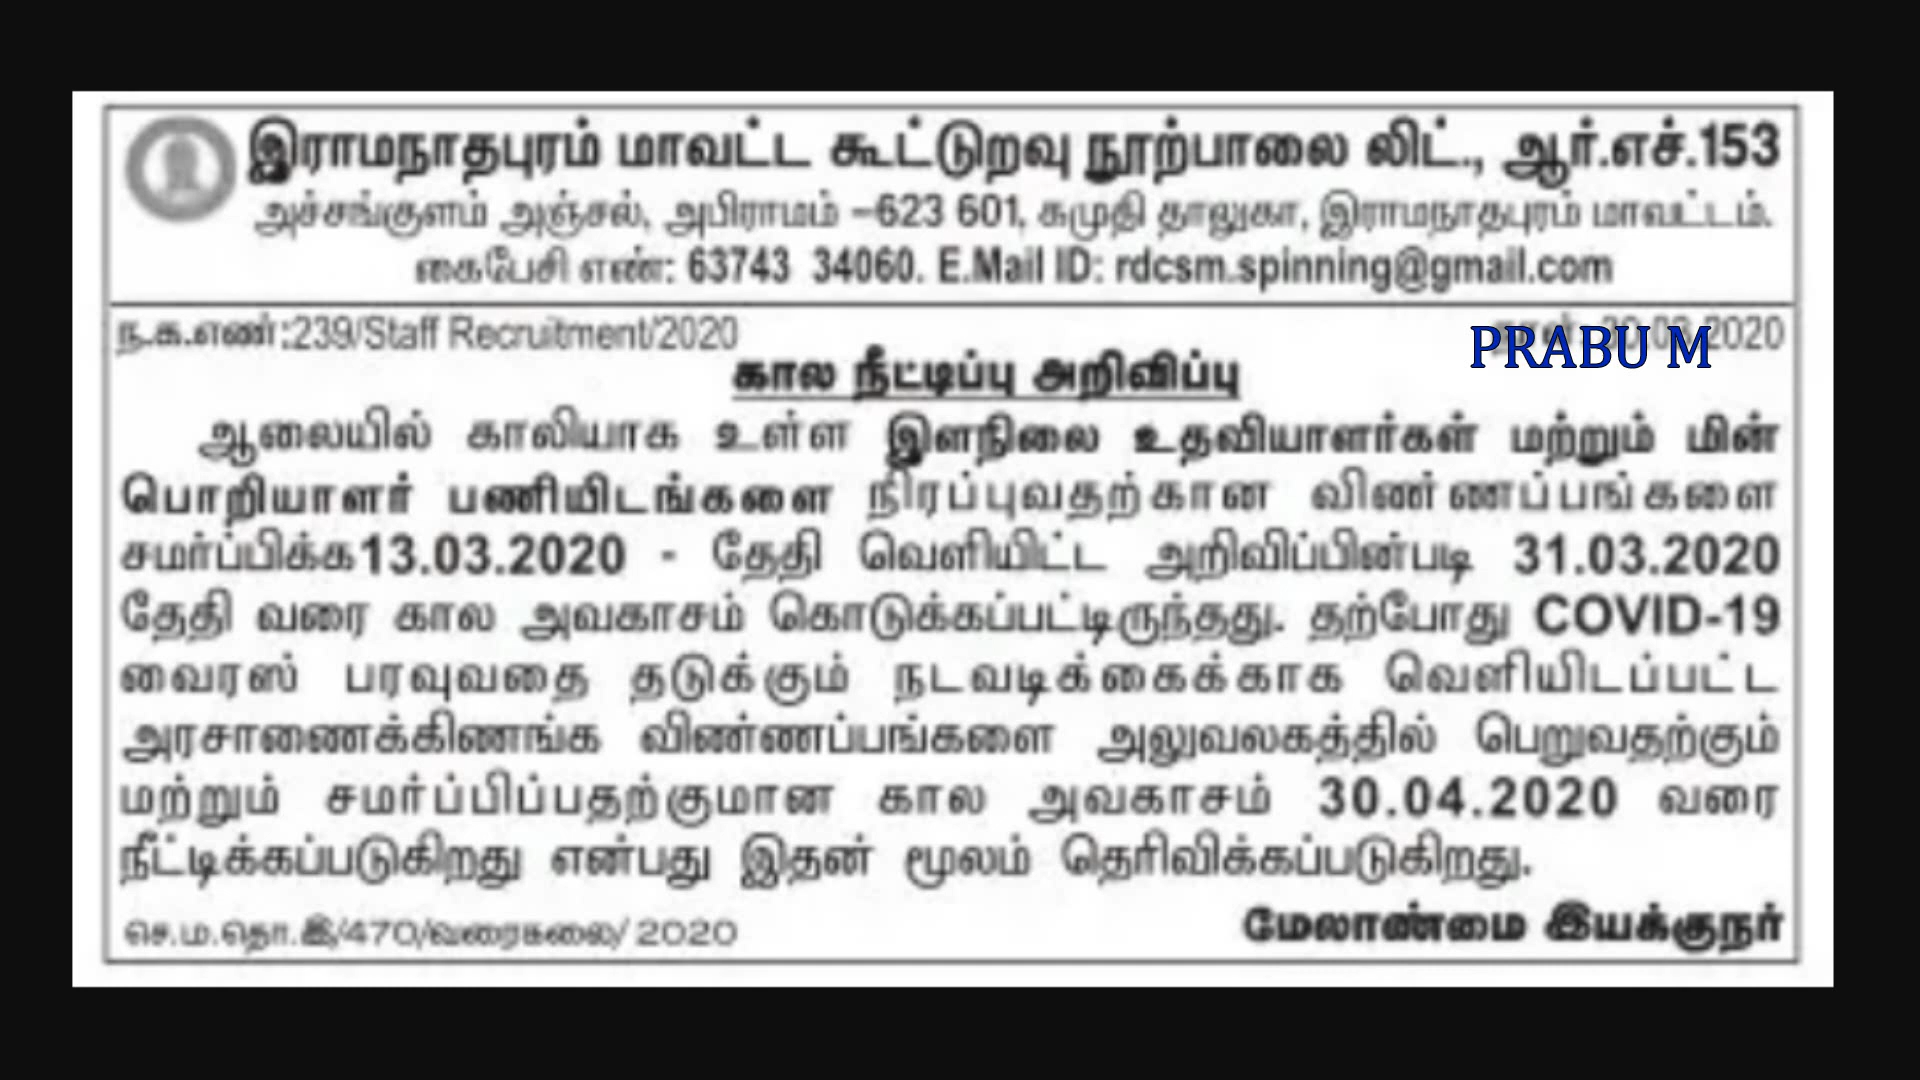 இராமநாதபுரம் மாவட்ட கூட்டுறவு நூற்பாலை லிட்., ஆர்.எச்.153
அச்சங்குளம் அஞ்சல், அபிராமம் –623 601, கமுதி தாலுகா, இராமநாதபுரம் மாவட்டம்.
கைபேசி எண்: 63743 34060. E.Mail ID: rdcsm.spinning@gmail.com
ந.க.எண்:239/Staff Recruitment/2020
2020
PRABU M
கால நீட்டிப்பு அறிவிப்பு
ஆலையில் காலியாக உள்ள இளநிலை உதவியாளர்கள் மற்றும் மின்
பொறியாளர் பணியிடங்களை நிரப்புவதற்கான விண்ணப்பங்களை
சமர்ப்பிக்க13.03.2020 - தேதி வெளியிட்ட அறிவிப்பின்படி 31.03.2020
தேதி வரை கால அவகாசம் கொடுக்கப்பட்டிருந்தது. தற்போது COVID-19
வைரஸ் பரவுவதை தடுக்கும் நடவடிக்கைக்காக வெளியிடப்பட்ட
அரசாணைக்கிணங்க விண்ணப்பங்களை அலுவலகத்தில் பெறுவதற்கும்
மற்றும் சமர்ப்பிப்பதற்குமான கால அவகாசம் 30.04.2020 வரை
நீட்டிக்கப்படுகிறது என்பது இதன் மூலம் தெரிவிக்கப்படுகிறது.
மேலாண்மை இயக்குநர்
செ.ம.தொ.இ/470/வரைகலை/ 2020